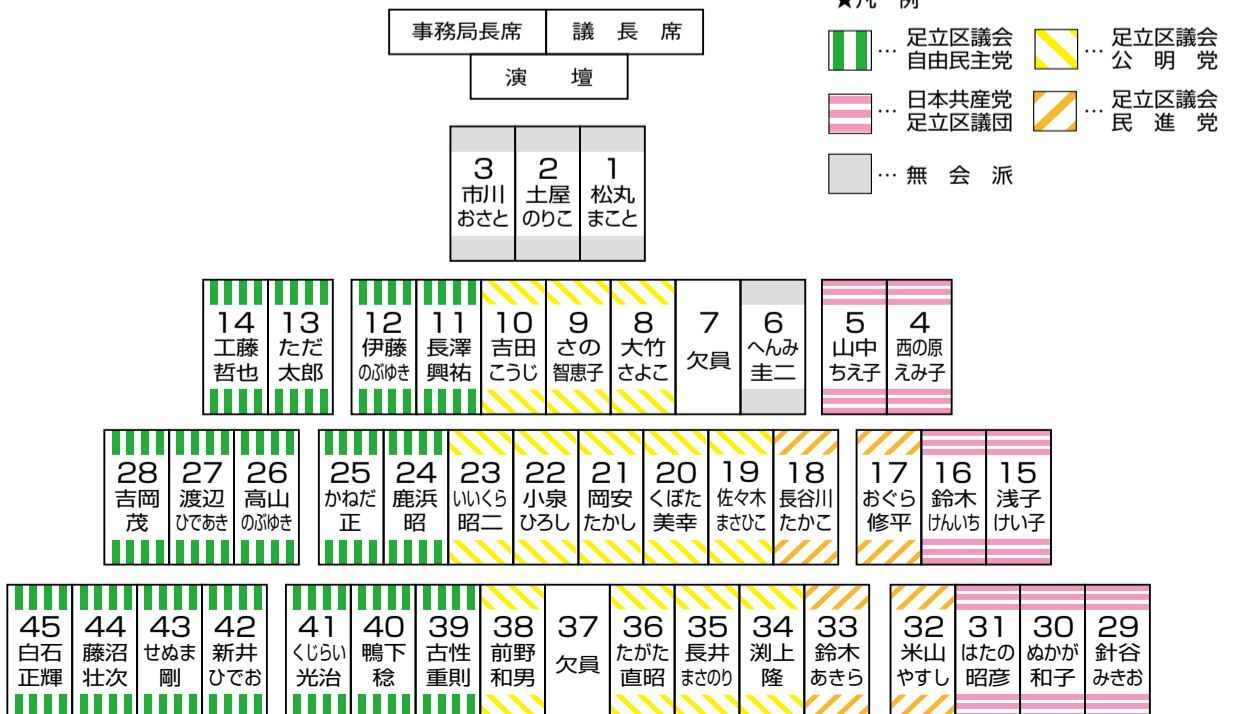 ★凡　例
事務局長席
議　長　席
演　　壇
… 足立区議会
自由民主党
… 足立区議会
公　明　党
… 日本共産党
足立区議団
… 足立区議会
民　進　党
… 無　会　派
3
市川
おさと
2
土屋
のりこ
1
松丸
まこと
14
工藤
哲也
13
ただ
太郎
12
伊藤
のぶゆき
11
長澤
興祐
10
吉田
こうじ
9
さの
智恵子
8
大竹
さよこ
7
欠員
6
へんみ
圭二
5
山中
ちえ子
4
西の原
えみ子
28
吉岡
茂
27
渡辺
ひであき
26
高山
のぶゆき
25
かねだ
正
24
鹿浜
昭
23
いいくら
昭二
22
小泉
ひろし
21
岡安
たかし
20
くぼた
美幸
19
佐々木
まさひこ
18
長谷川
たかこ
17
おぐら
修平
16
鈴木
けんいち
15
浅子
けい子
45
白石
正輝
44
藤沼
壮次
43
せぬま
剛
42
新井
ひでお
41
くじらい
光治
40
鴨下
稔
39
古性
重則
38
前野
和男
37
欠員
36
たがた
直昭
35
長井
まさのり
34
渕上
隆
33
鈴木
あきら
32
米山
やすし
31
はたの
昭彦
30
ぬかが
和子
29
針谷
みきお